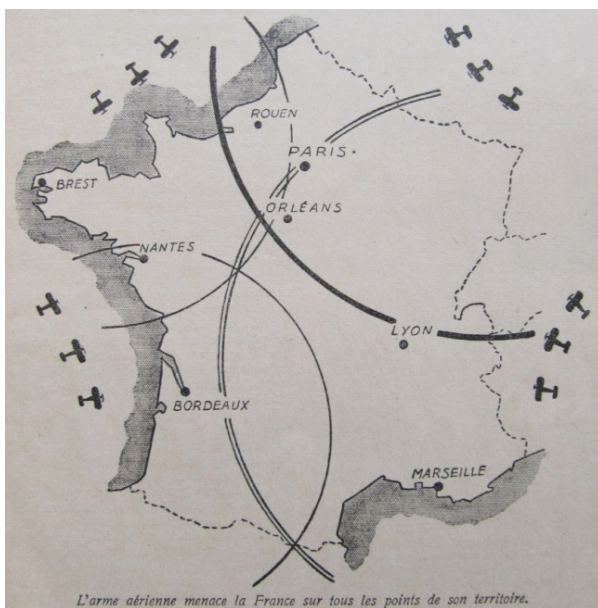 ROUEN
PARIS
BREST
ORLÉANS
NANTES
LYON
BORDEAUX
MARSEILLE
L'arme aérienne menace la France sur tous les points de son territoire.